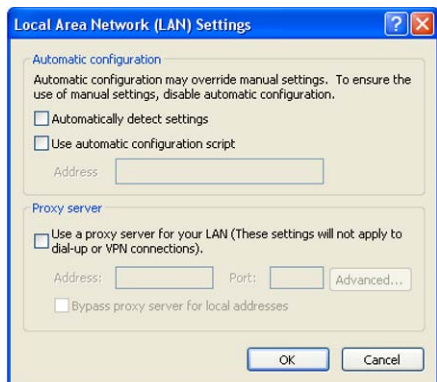 Local Area Network (LAN) Settings
Automatic configuration
Automatic configuration may override manual settings. To ensure the
use of manual settings, disable automatic configuration.
Automatically detect settings
Use automatic configuration script
Address
Proxy server
Use a proxy server for your LAN (These settings will not apply to
dial-up or VPN connections).
Address:
Port:
Advanced...
Bypass proxy server for local addresses
OK
Cancel